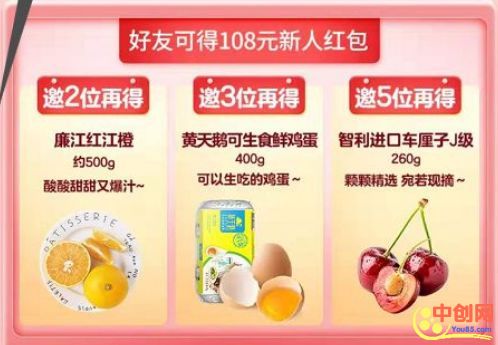 好友可得108元新人红包
邀2位再得
廉江红江橙
约500g
酸酸甜甜又爆汁~
PATISSERIE
邀3位再得
黄天鹅可生食鲜鸡蛋
400g
可以生吃的鸡蛋~
邀5位再得
智利进口车厘子J级
260g
颗颗精选 宛若现摘~
中创网
You85.com